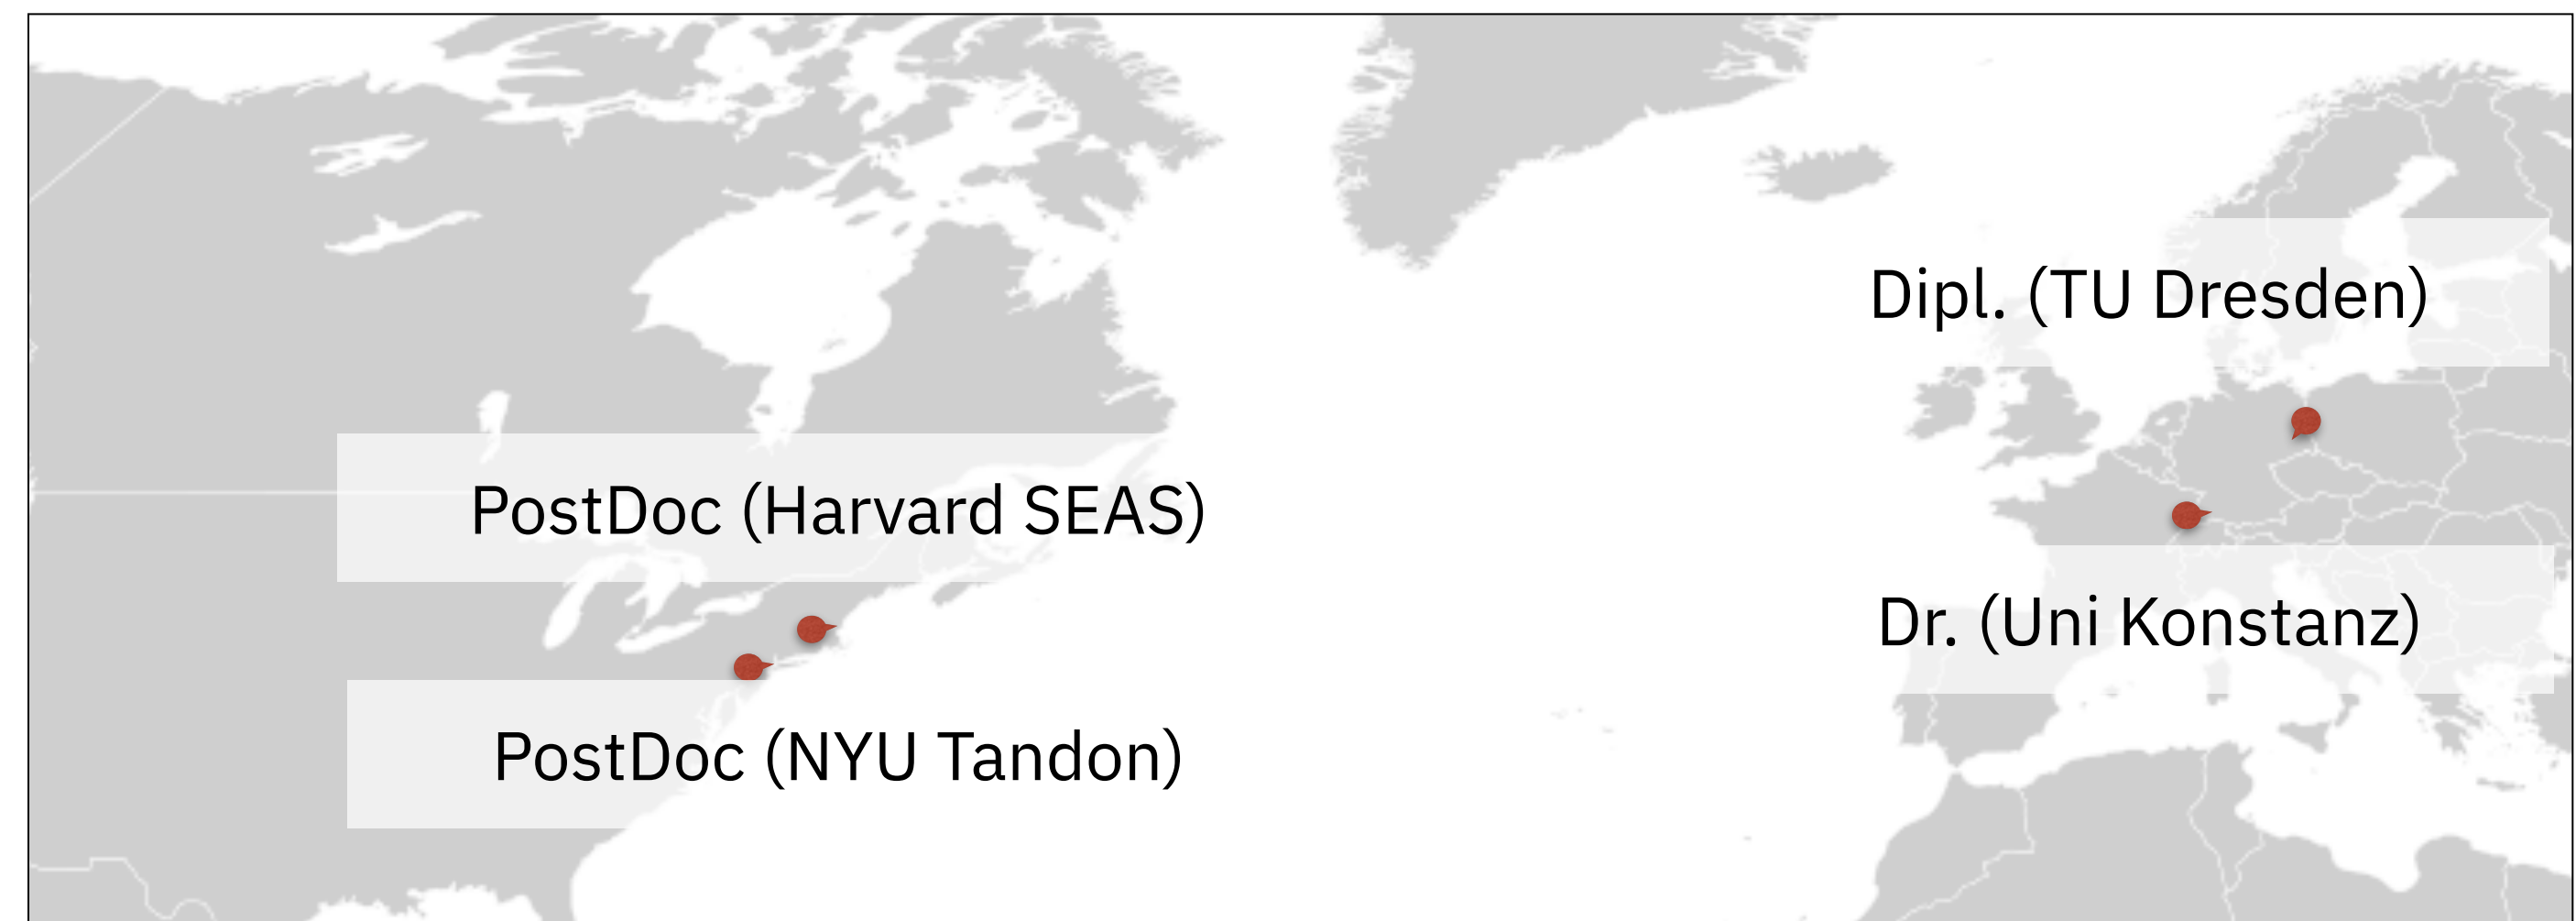 Dipl. (TU Dresden)
PostDoc (Harvard SEAS)
Dr. (Uni Konstanz)
PostDoc (NYU Tandon)